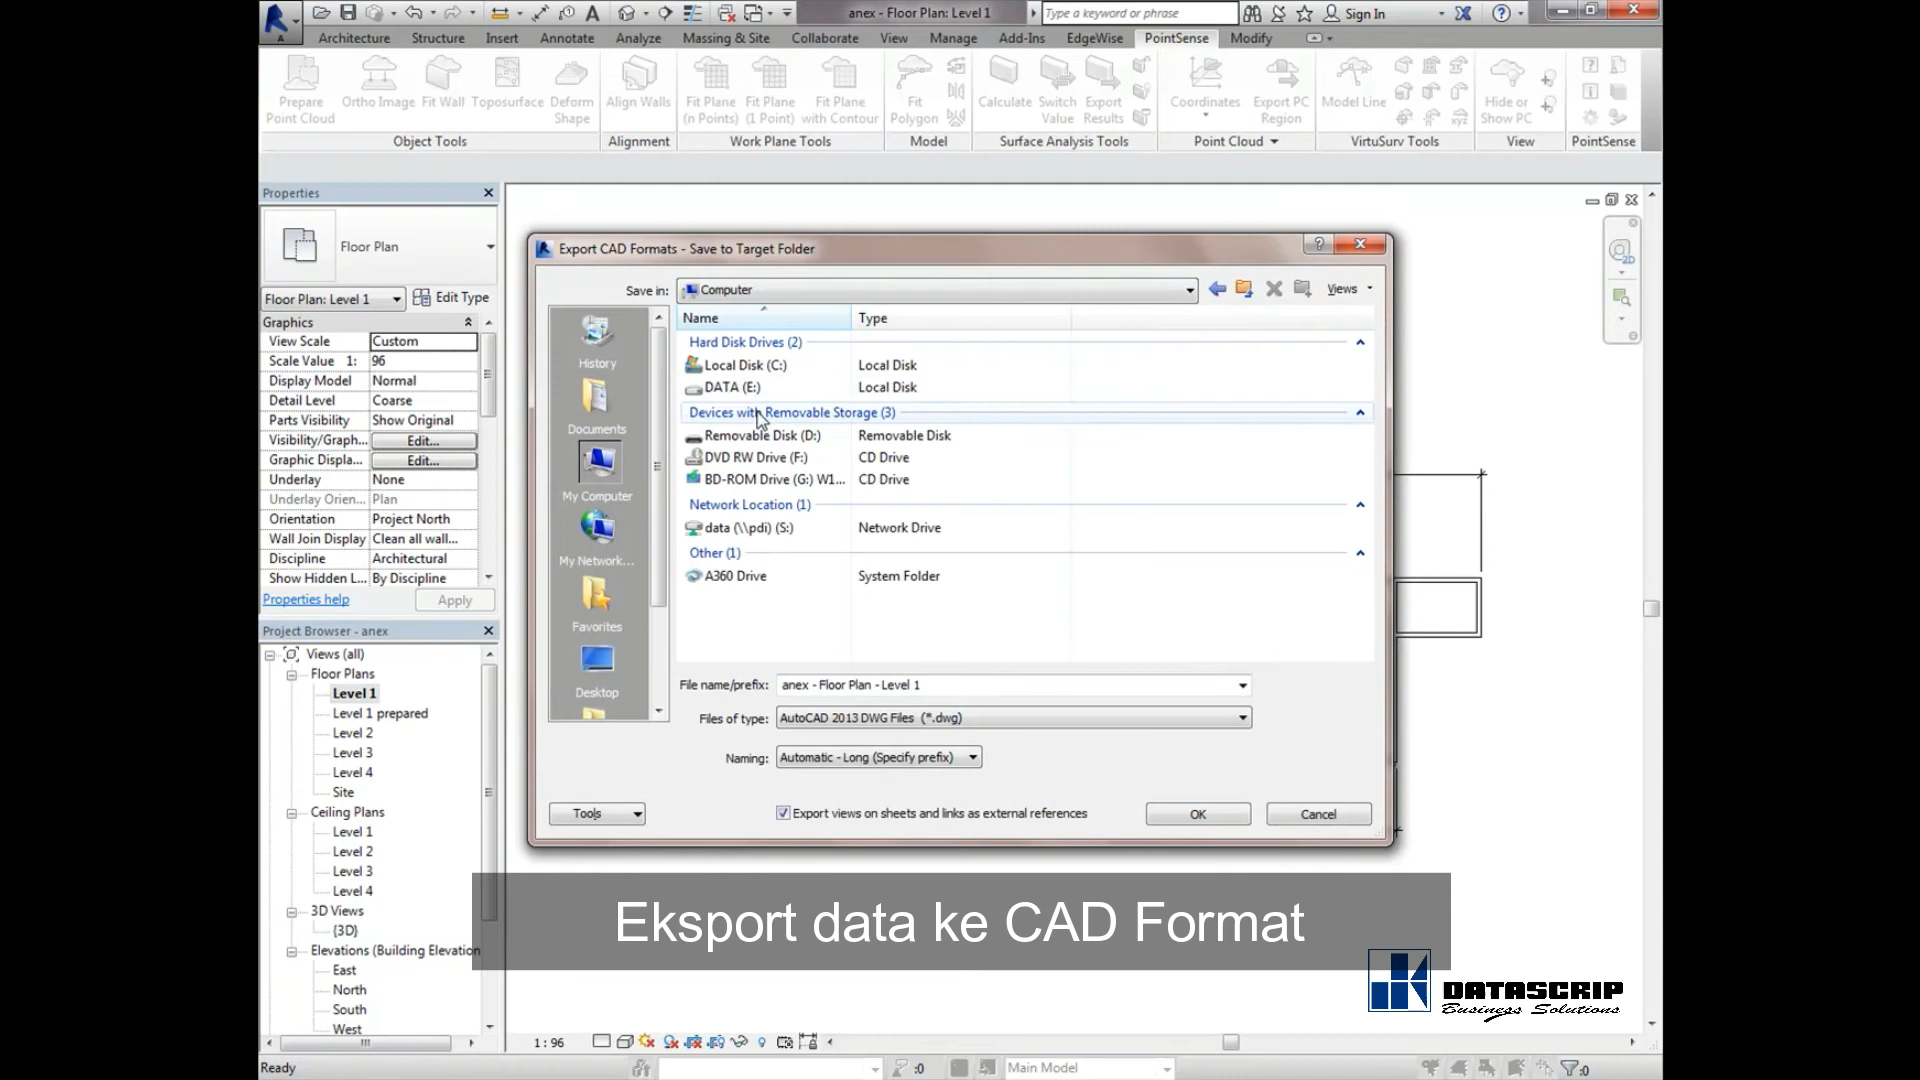 anex - Floor Plan: Level 1
Type a keyword or phrase
Sign In
Architecture
Structure
Insert
Annotate
Analyze
Massing & Site
Collaborate
View
Manage
Add-Ins
EdgeWise
PointSense
Modify
Prepare
Point Cloud
Ortho Image
Fit Wall
Toposurface
Deform
Shape
Align Walls
Fit Plane
(n Points)
Fit Plane
(1 Point)
Fit Plane
with Contour
Fit
Polygon
Calculate
Switch
Value
Export
Results
Coordinates
Export PC
Region
Model Line
Hide or
Show PC
Object Tools
Alignment
Work Plane Tools
Model
Surface Analysis Tools
Point Cloud
VirtuSurv Tools
View
PointSense
Properties
Floor Plan
Floor Plan: Level 1
Edit Type
Graphics
View Scale Custom
Scale Value 1: 96
Display Model Normal
Detail Level Coarse
Parts Visibility Show Original
Visibility/Graph... Edit...
Graphic Displa... Edit...
Underlay None
Underlay Orien... Plan
Orientation Project North
Wall Join Display Clean all wall...
Discipline Architectural
Show Hidden L... By Discipline
Properties help
Apply
Project Browser - anex
Views (all)
Floor Plans
Level 1
Level 1 prepared
Level 2
Level 3
Level 4
Site
Ceiling Plans
Level 1
Level 2
Level 3
Level 4
3D Views
{3D}
Elevations (Building Elevation
East
North
South
West
Export CAD Formats - Save to Target Folder
Save in: Computer
Views
History
Documents
My Computer
My Network...
Favorites
Desktop
Name Type
Hard Disk Drives (2)
Local Disk (C:) Local Disk
DATA (E:) Local Disk
Devices with Removable Storage (3)
Removable Disk (D:) Removable Disk
DVD RW Drive (F:) CD Drive
BD-ROM Drive (G:) W1... CD Drive
Network Location (1)
data (\\pdi) (S:) Network Drive
Other (1)
A360 Drive System Folder
File name/prefix: anex - Floor Plan - Level 1
Files of type: AutoCAD 2013 DWG Files (*.dwg)
Naming: Automatic - Long (Specify prefix)
Tools
Export views on sheets and links as external references
OK
Cancel
2D
Eksport data ke CAD Format
DATASCRIP
Business Solutions
1 : 96
Ready
:0
Main Model
:0